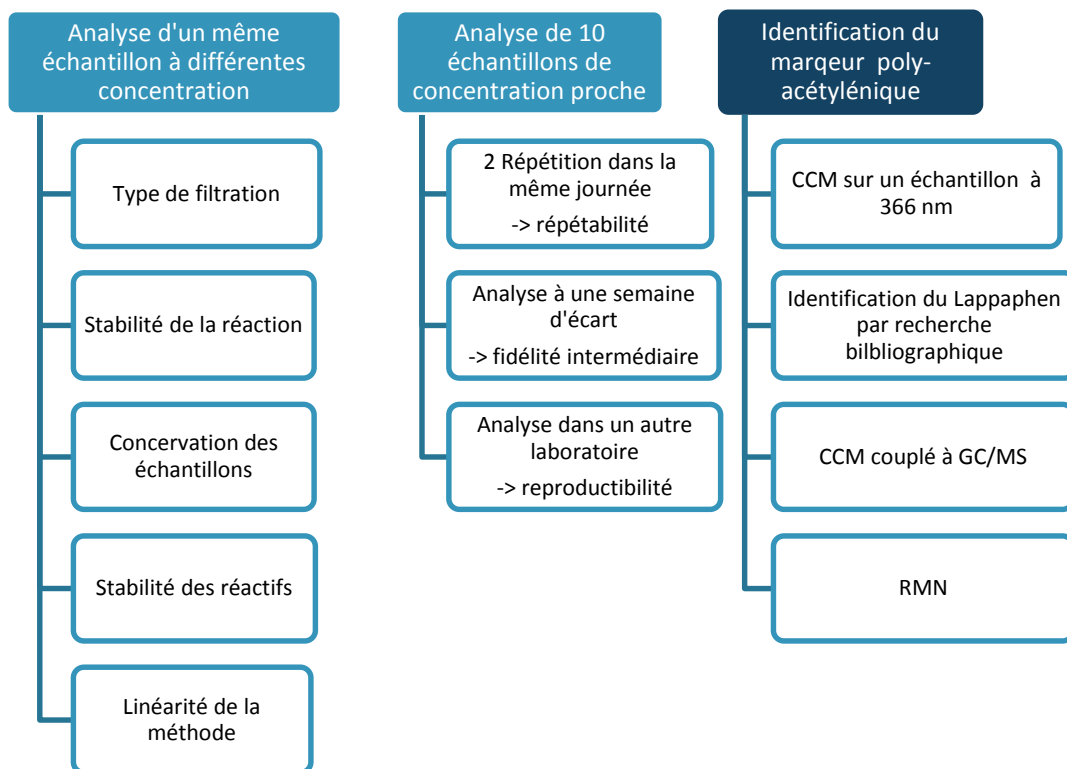 Analyse d'un même
échantillon à différentes
concentration
Type de filtration
Stabilité de la réaction
Concervation des
échantillons
Stabilité des réactifs
Linéarité de la
méthode
Analyse de 10
échantillons de
concentration proche
2 Répétition dans la
même journée
-> répétabilité
Analyse à une semaine
d'écart
-> fidélité intermédiaire
Analyse dans un autre
laboratoire
-> reproductibilité
Identification du
marqeur poly-
acétylénique
CCM sur un échantillon à
366 nm
Identification du Lappaphen
par recherche
bilbliographique
CCM couplé à GC/MS
RMN